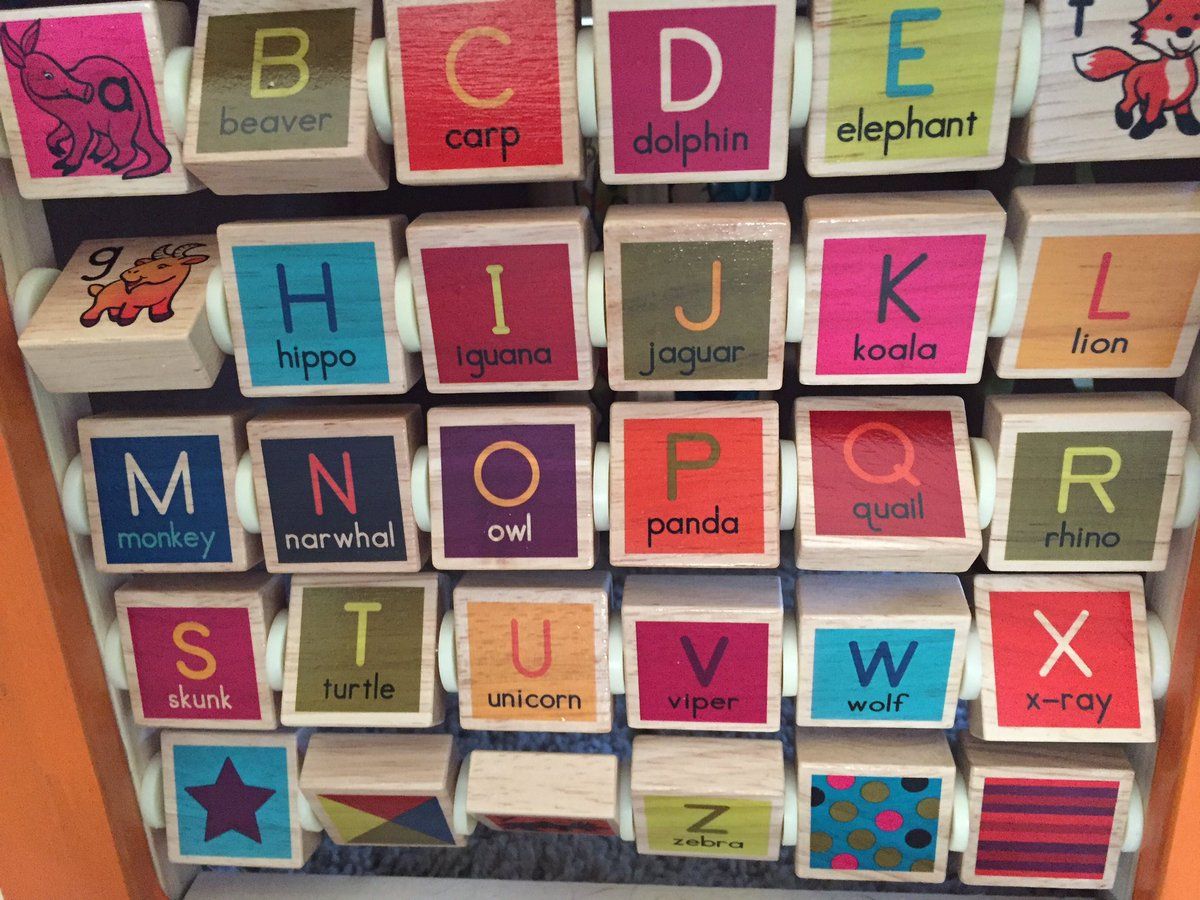 a
B
beaver
C
carp
D
dolphin
E
elephant
f
g
H
hippo
I
iguana
J
jaguar
K
koala
L
lion
M
monkey
N
narwhal
O
owl
P
panda
Q
quail
R
rhino
S
skunk
T
turtle
U
unicorn
V
viper
W
wolf
X
x-ray
Z
zebra